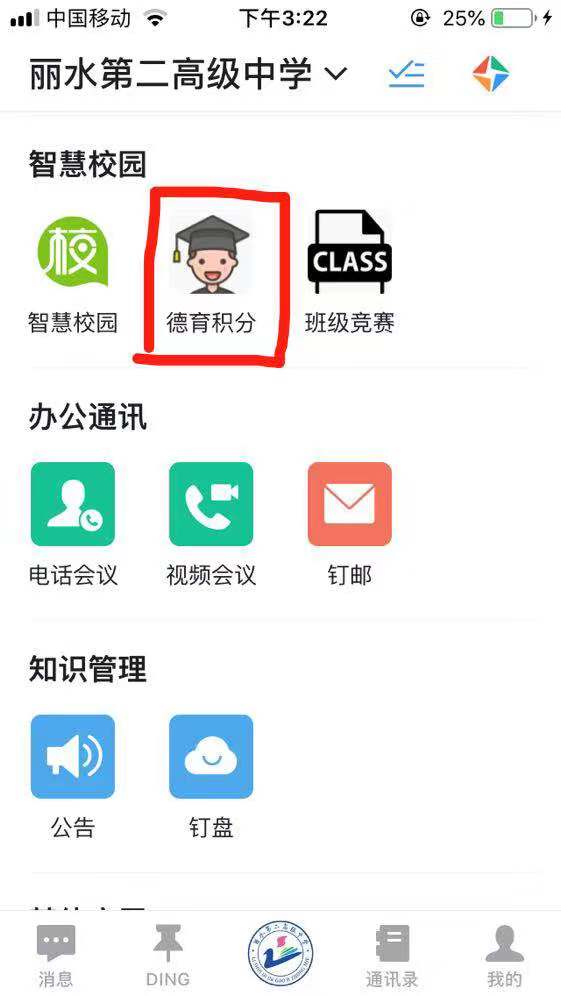 中国移动 下午3:22 25%
丽水第二高级中学
智慧校园
校 CLASS
智慧校园 德育积分 班级竞赛
办公通讯
电话会议 视频会议 钉邮
知识管理
公告 钉盘
消息 DING 通讯录 我的